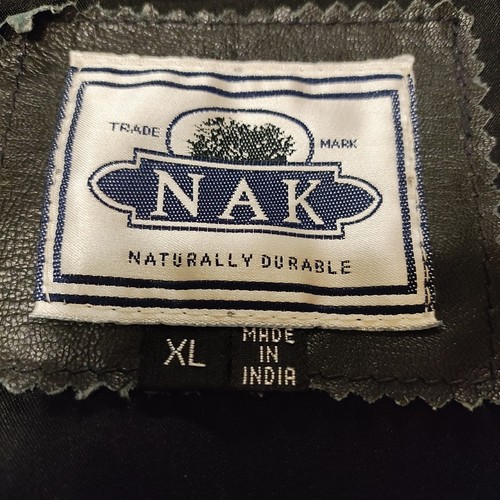 TRADE MARK
NAK
NATURALLY DURABLE
XL
MADE
IN
INDIA